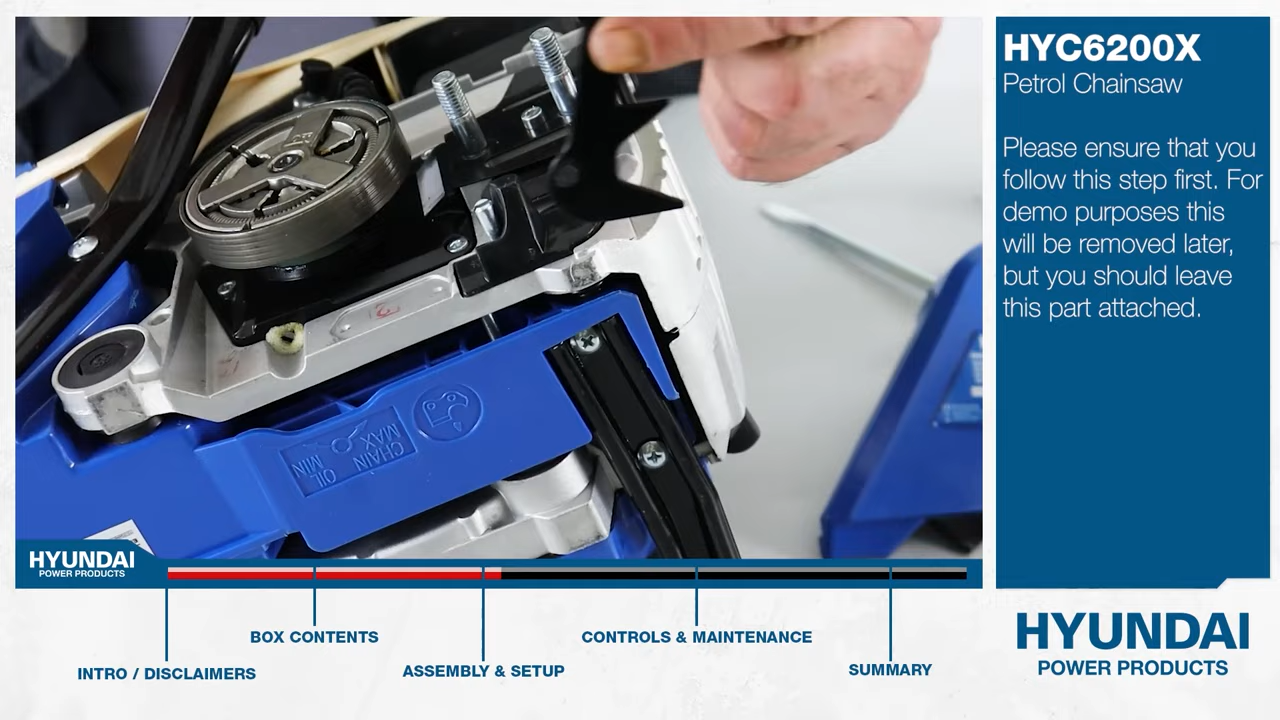 HYC6200X
Petrol Chainsaw
Please ensure that you
follow this step first. For
demo purposes this
will be removed later,
but you should leave
this part attached.
CHAIN
MAX
OIL
MIN
HYUNDAI
POWER PRODUCTS
BOX CONTENTS
CONTROLS & MAINTENANCE
INTRO / DISCLAIMERS
ASSEMBLY & SETUP
SUMMARY
HYUNDAI
POWER PRODUCTS